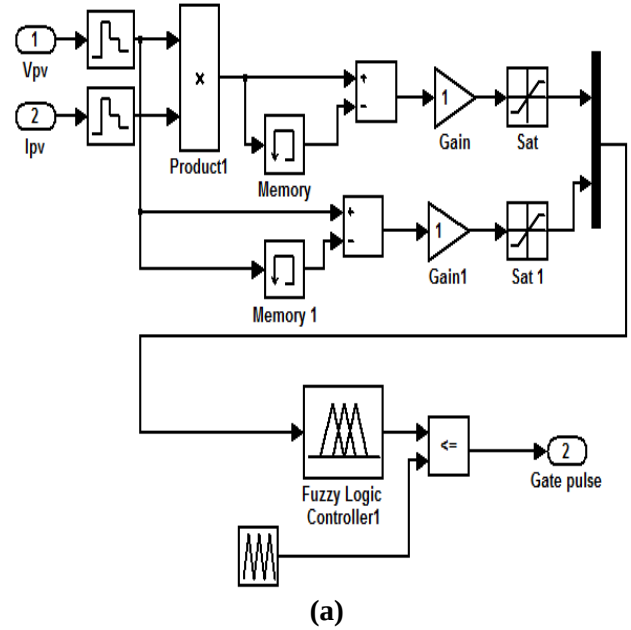 1
Vpv
2
Ipv
x
Product1
Memory
+
−
1
Gain
Sat
Memory 1
+
−
1
Gain1
Sat 1
Fuzzy Logic
Controller1
<=
2
Gate pulse
(a)